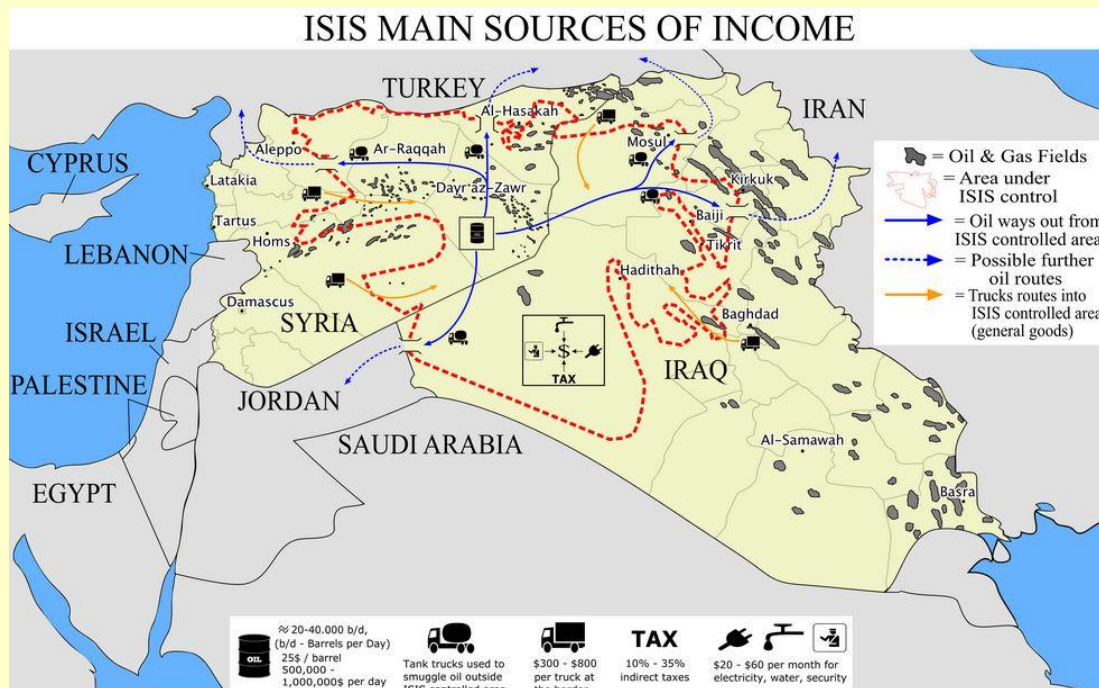 ISIS MAIN SOURCES OF INCOME
TURKEY
Al-Hasakah
IRAN
CYPRUS
Aleppo
Ar-Raqqah
Mosul
Latakia
Dayr az-Zawr
Kirkuk
Tartus
Baiji
Homs
Tikrit
LEBANON
Hadithah
Damascus
SYRIA
Baghdad
ISRAEL
$
TAX
IRAQ
PALESTINE
JORDAN
SAUDI ARABIA
Al-Samawah
EGYPT
Basra
= Oil & Gas Fields
= Area under
ISIS control
= Oil ways out from
ISIS controlled area
= Possible further
oil routes
= Trucks routes into
ISIS controlled area
(general goods)
OIL
≈ 20-40.000 b/d,
(b/d - Barrels per Day)
25$ / barrel
500,000 -
1,000,000$ per day
Tank trucks used to
smuggle oil outside
ISIS controlled area
$300 - $800
per truck at
the border
TAX
10% - 35%
indirect taxes
$20 - $60 per month for
electricity, water, security